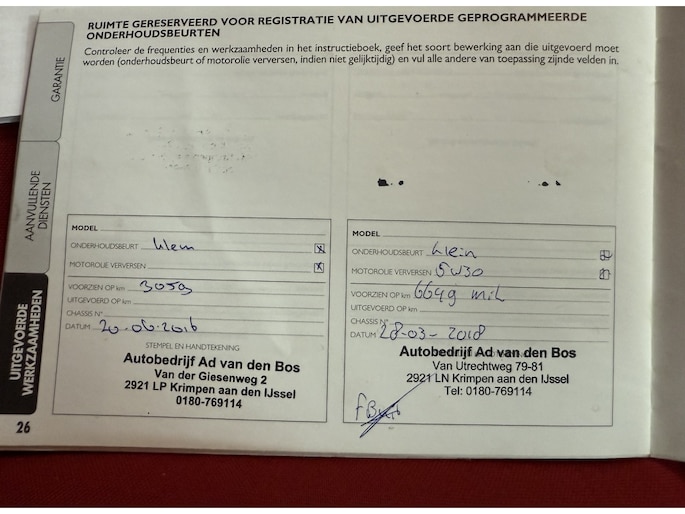 RUIMTE GERESERVEERD VOOR REGISTRATIE VAN UITGEVOERDE GEPROGRAMMEERDE
ONDERHOUDSBEURTEN
Controleer de frequenties en werkzaamheden in het instructieboek, geef het soort bewerking aan die uitgevoerd moet
worden (onderhoudsbeurt of motorolie verversen, indien niet gelijktijdig) en vul alle andere van toepassing zijnde velden in.
GARANTIE
AANVULLENDE
DIENSTEN
UITGEVOERDE
WERKZAAMHEDEN
26
MODEL
ONDERHOUDSBEURT klein
MOTOROLIE VERVERSEN
VOORZIEN OP km 3059
UITGEVOERD OP km
CHASSIS N°
DATUM 20-06-2016
STEMPEL EN HANDTEKENING
Autobedrijf Ad van den Bos
Van der Giesenweg 2
2921 LP Krimpen aan den IJssel
0180-769114
MODEL
ONDERHOUDSBEURT klein
MOTOROLIE VERVERSEN 5W30
VOORZIEN OP km 6649
UITGEVOERD OP km
CHASSIS N°
DATUM 28-03-2018
Autobedrijf Ad van den Bos
Van Utrechtweg 79-81
2921 LN Krimpen aan den IJssel
Tel: 0180-769114